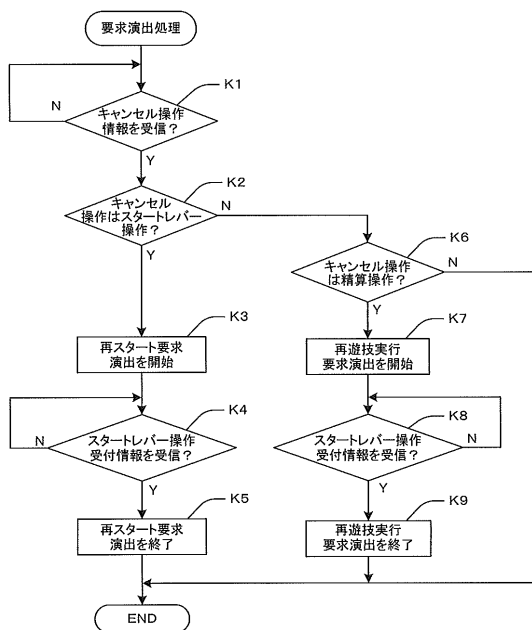 要求演出処理
K1
キャンセル操作
情報を受信？
N
Y
K2
キャンセル
操作はスタートレバー
操作？
N
Y
K6
キャンセル操作
は精算操作？
N
Y
K3
再スタート要求
演出を開始
K7
再遊技実行
要求演出を開始
K4
スタートレバー操作
受付情報を受信？
N
Y
K8
スタートレバー操作
受付情報を受信？
N
Y
K5
再スタート要求
演出を終了
K9
再遊技実行
要求演出を終了
END